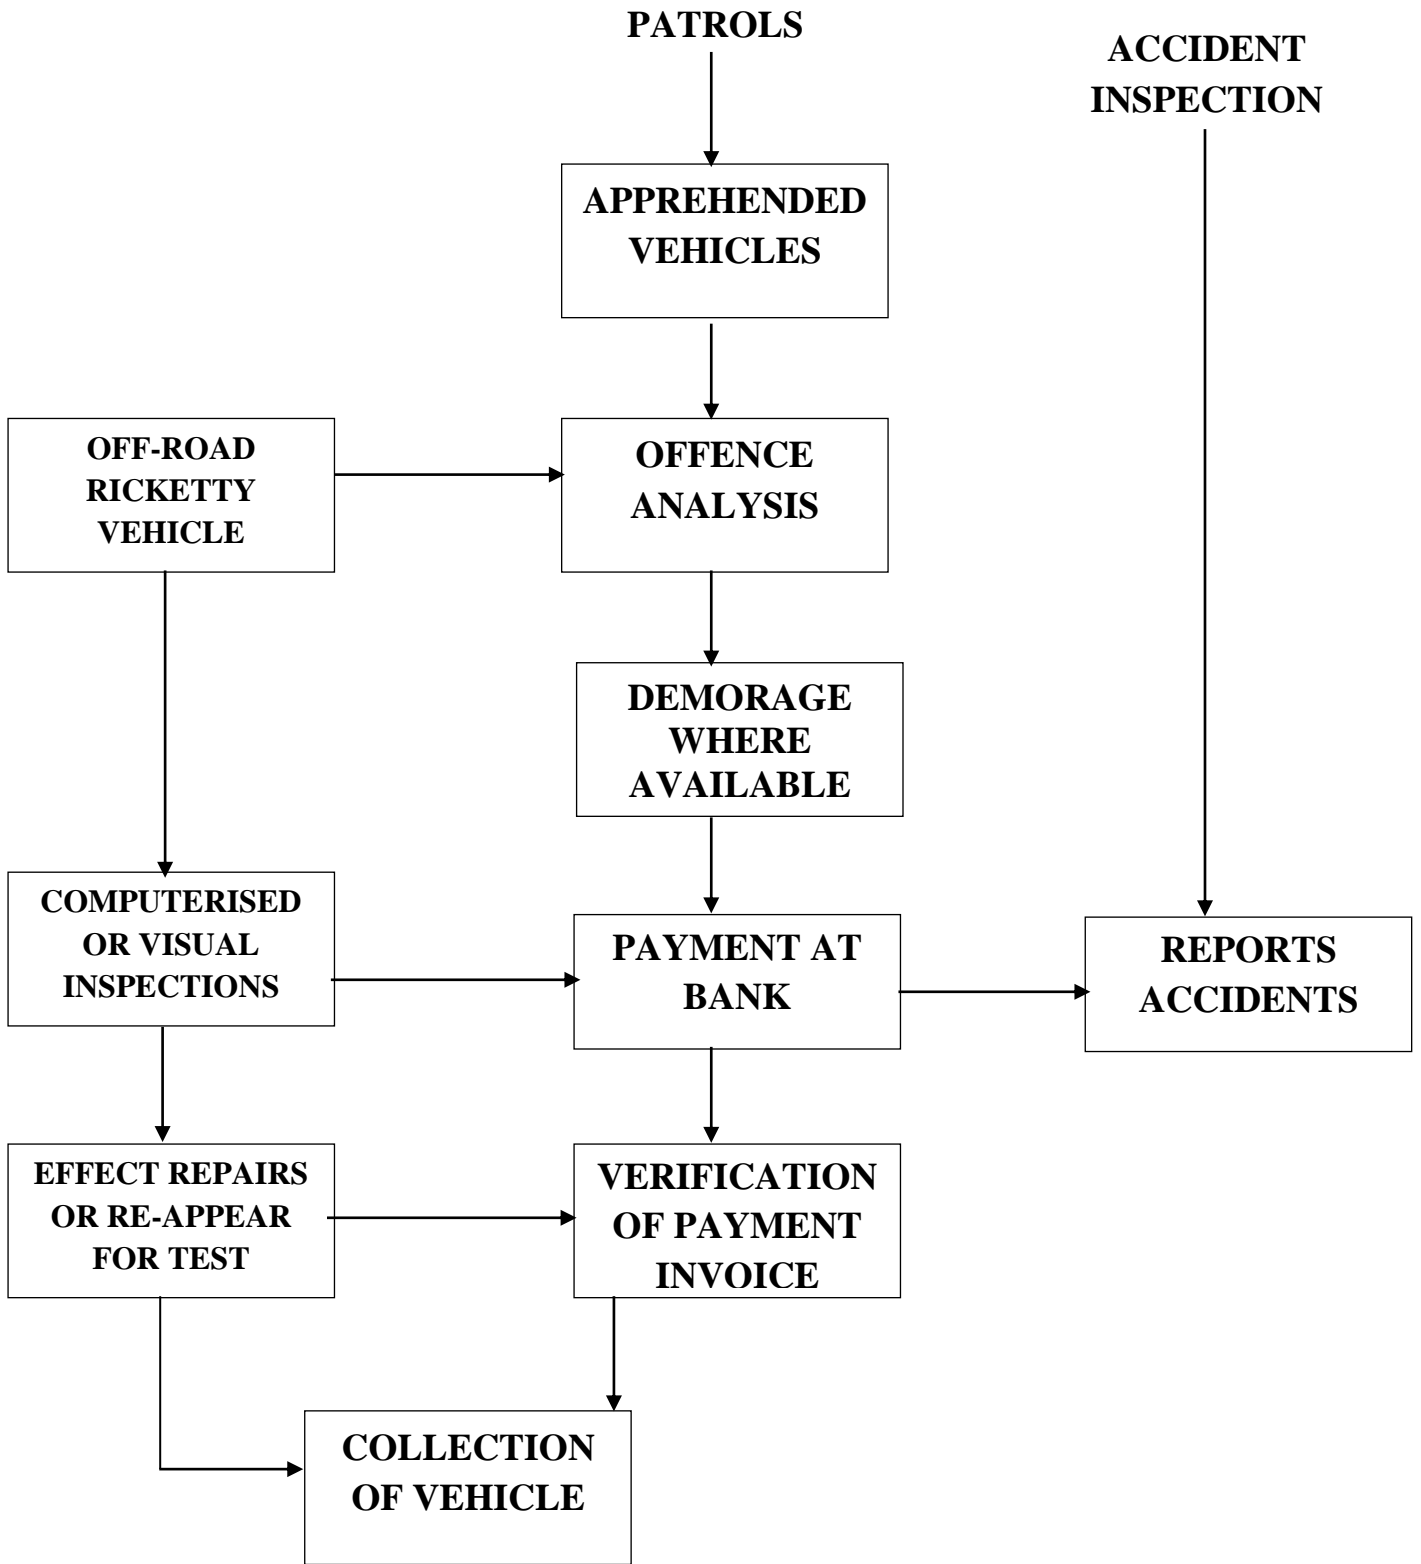 PATROLS
ACCIDENT
INSPECTION
APPREHENDED
VEHICLES
OFF-ROAD
RICKETTY
VEHICLE
OFFENCE
ANALYSIS
DEMORAGE
WHERE
AVAILABLE
COMPUTERISED
OR VISUAL
INSPECTIONS
PAYMENT AT
BANK
REPORTS
ACCIDENTS
EFFECT REPAIRS
OR RE-APPEAR
FOR TEST
VERIFICATION
OF PAYMENT
INVOICE
COLLECTION
OF VEHICLE